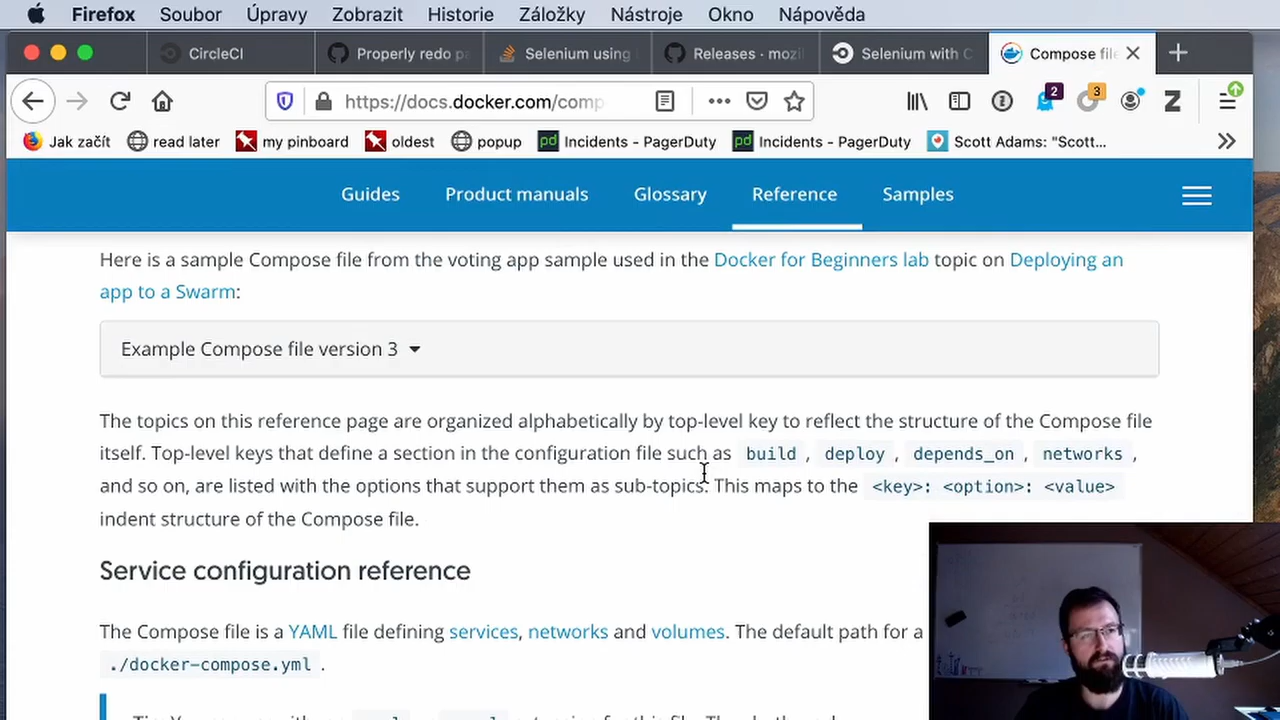 Firefox Soubor Úpravy Zobrazit Historie Záložky Nástroje Okno Nápověda
CircleCI Properly redo pa Selenium using Releases · mozil Selenium with C Compose file
https://docs.docker.com/comp 2 3 Z
Jak začít read later my pinboard oldest popup pd Incidents - PagerDuty pd Incidents - PagerDuty Scott Adams: "Scott...
Guides Product manuals Glossary Reference Samples
Here is a sample Compose file from the voting app sample used in the Docker for Beginners lab topic on Deploying an
app to a Swarm:
Example Compose file version 3
The topics on this reference page are organized alphabetically by top-level key to reflect the structure of the Compose file
itself. Top-level keys that define a section in the configuration file such as build , deploy , depends_on , networks ,
and so on, are listed with the options that support them as sub-topics. This maps to the <key>: <option>: <value>
indent structure of the Compose file.
Service configuration reference
The Compose file is a YAML file defining services, networks and volumes. The default path for a
./docker-compose.yml .